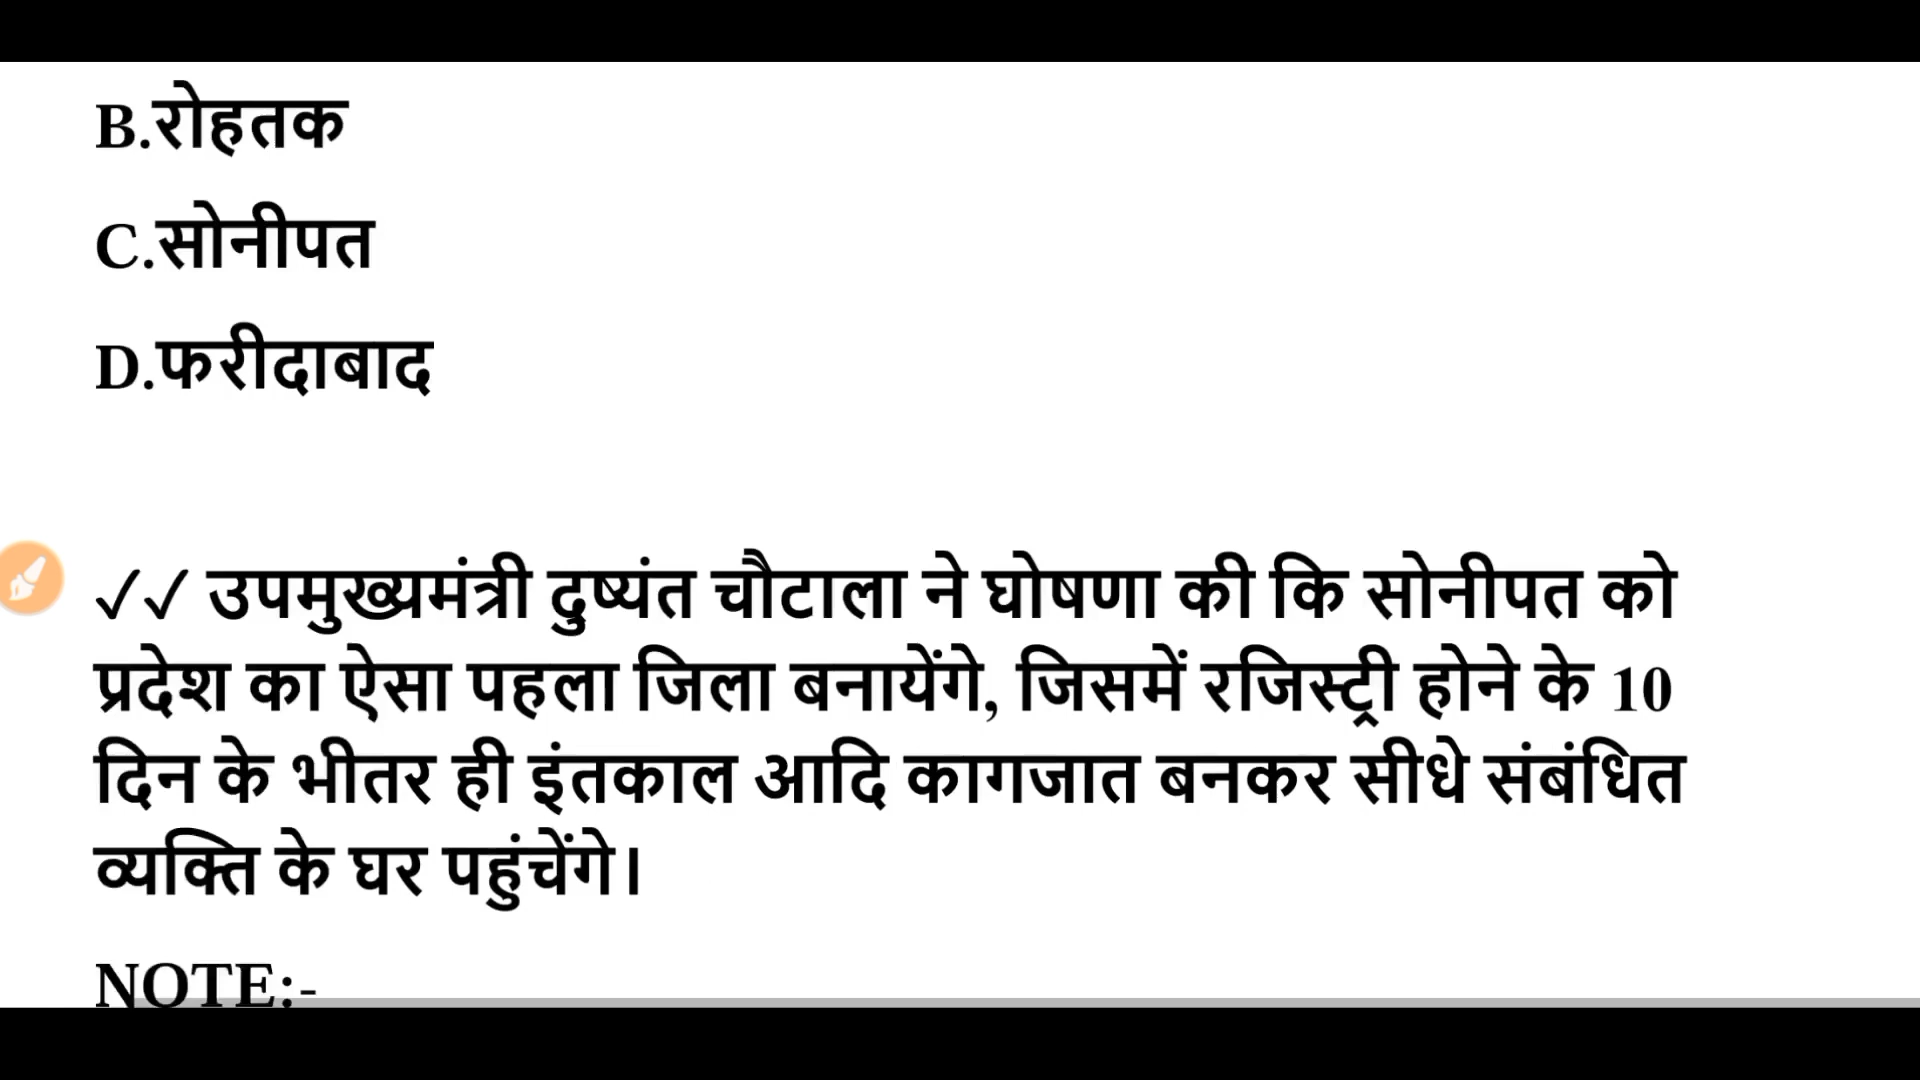 B.रोहतक
C.सोनीपत
D.फरीदाबाद
✓✓ उपमुख्यमंत्री दुष्यंत चौटाला ने घोषणा की कि सोनीपत को
प्रदेश का ऐसा पहला जिला बनायेंगे, जिसमें रजिस्ट्री होने के 10
दिन के भीतर ही इंतकाल आदि कागजात बनकर सीधे संबंधित
व्यक्ति के घर पहुंचेंगे।
NOTE:-